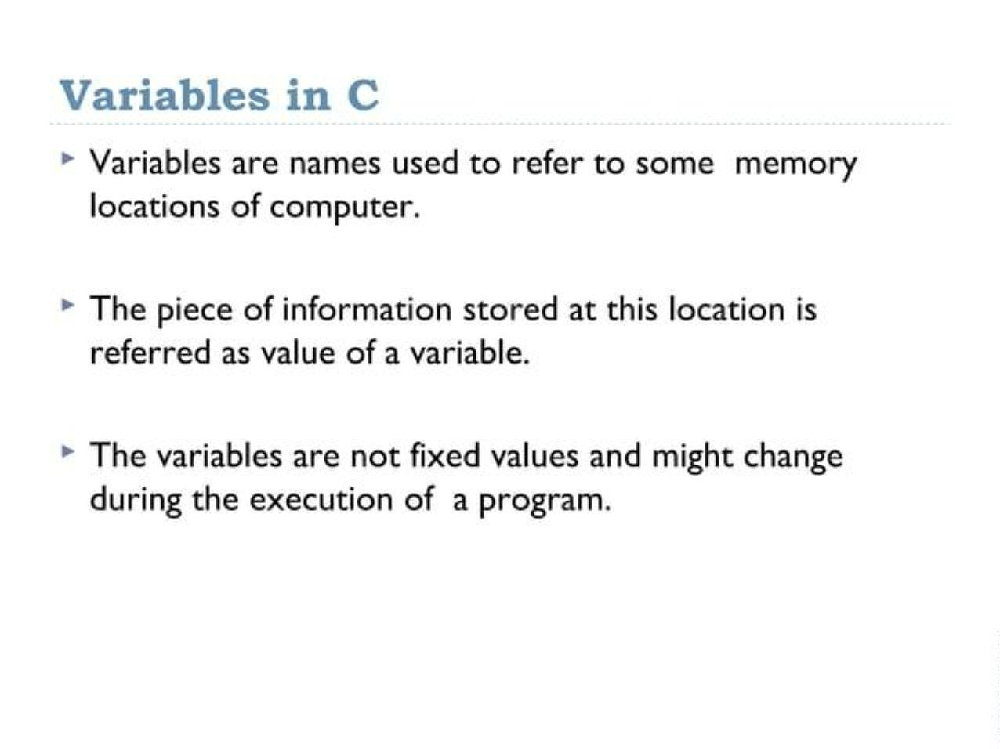 Variables in C
Variables are names used to refer to some memory
locations of computer.
The piece of information stored at this location is
referred as value of a variable.
The variables are not fixed values and might change
during the execution of a program.